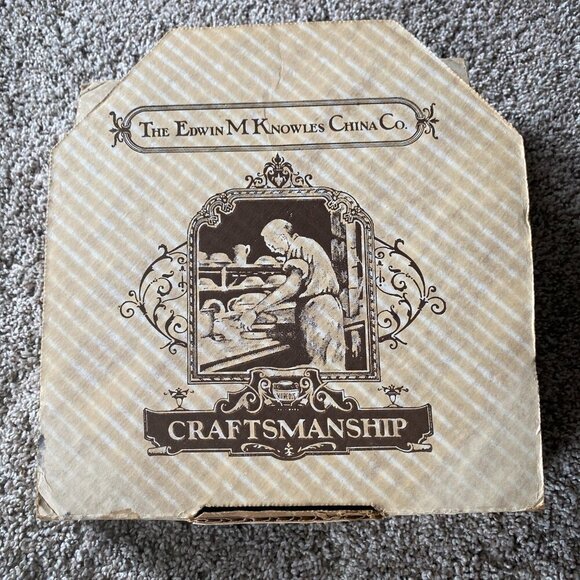 The Edwin M Knowles China Co.
CRAFTSMANSHIP